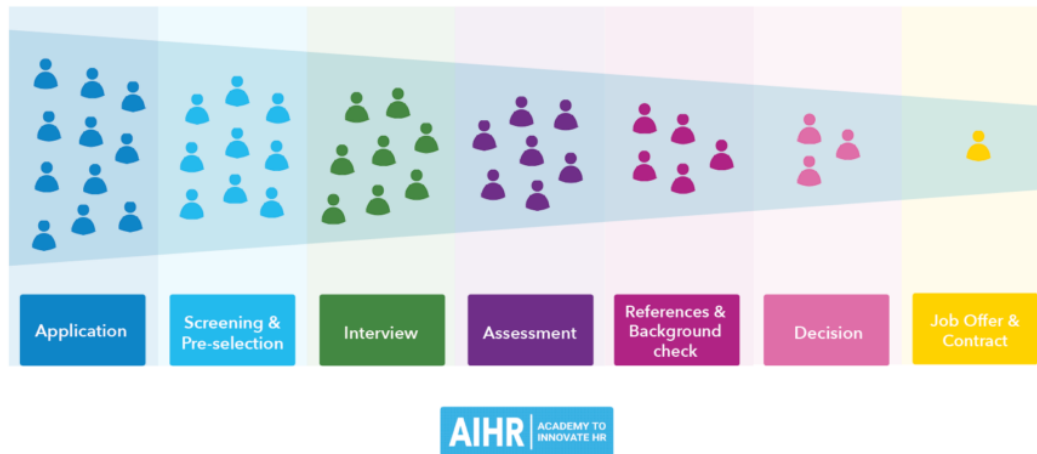 Application
Screening &
Pre-selection
Interview
Assessment
References &
Background
check
Decision
Job Offer &
Contract
AIHR
ACADEMY TO
INNOVATE HR